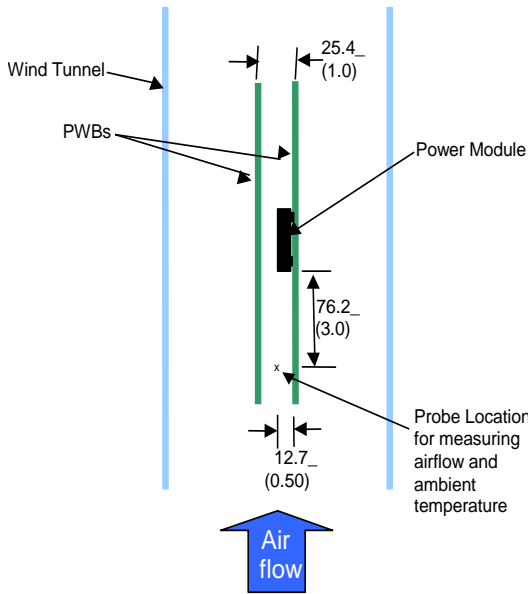 25.4_
(1.0)
Wind Tunnel
PWBs
Power Module
76.2_
(3.0)
x
Probe Location
for measuring
airflow and
ambient
temperature
12.7_
(0.50)
Air
flow